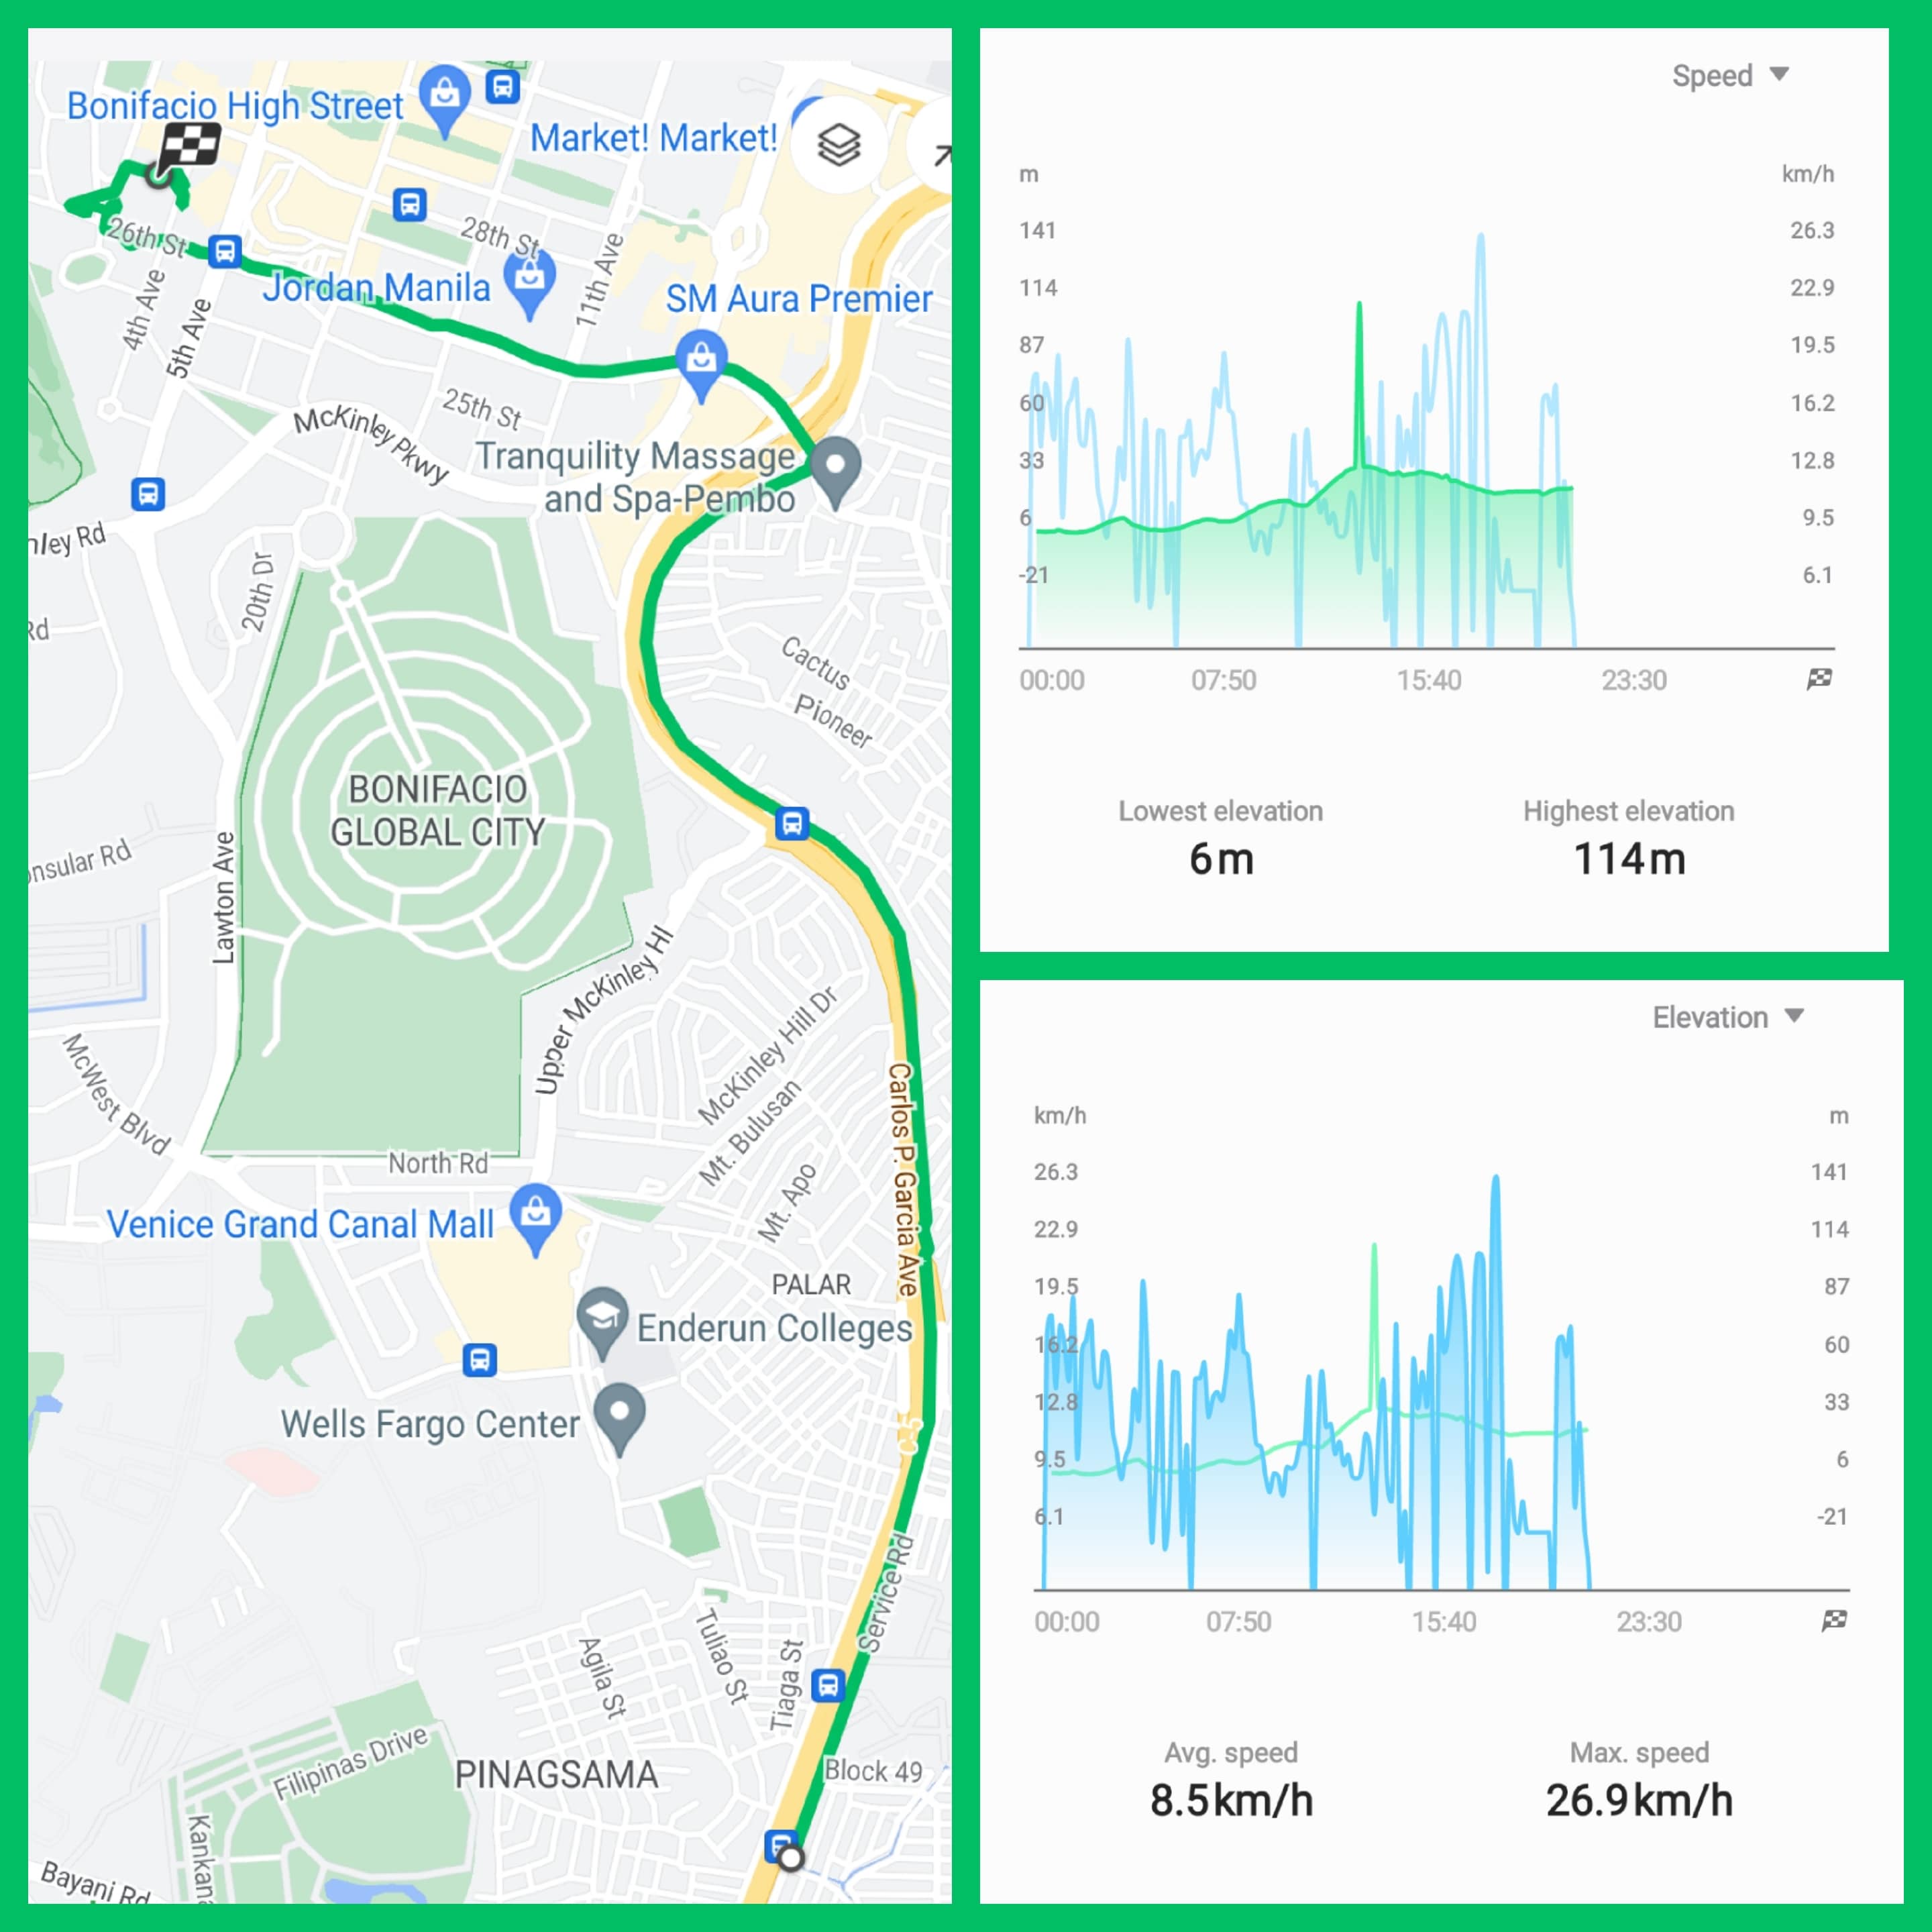 Bonifacio High Street
Market! Market!
26th St
28th St
11th Ave
Jordan Manila
SM Aura Premier
4th Ave
5th Ave
25th St
McKinley Pkwy
Tranquility Massage
and Spa-Pembo
nley Rd
20th Dr
Rd
Cactus
Pioneer
BONIFACIO
GLOBAL CITY
onsular Rd
Lawton Ave
Upper McKinley Hl
McKinley Hill Dr
McWest Blvd
Mt. Bulusan
Carlos P. Garcia Ave
North Rd
Mt. Apo
Venice Grand Canal Mall
PALAR
Enderun Colleges
Wells Fargo Center
Service Rd
Agila St
Tuliao St
Tiaga St
Filipinas Drive
PINAGSAMA
Block 49
Kankana
Bayani Rd
Speed
m km/h
141 26.3
114 22.9
87 19.5
60 16.2
33 12.8
6 9.5
-21 6.1
00:00 07:50 15:40 23:30
Lowest elevation Highest elevation
6 m 114 m
Elevation
km/h m
26.3 141
22.9 114
19.5 87
16.2 60
12.8 33
9.5 6
6.1 -21
00:00 07:50 15:40 23:30
Avg. speed Max. speed
8.5 km/h 26.9 km/h